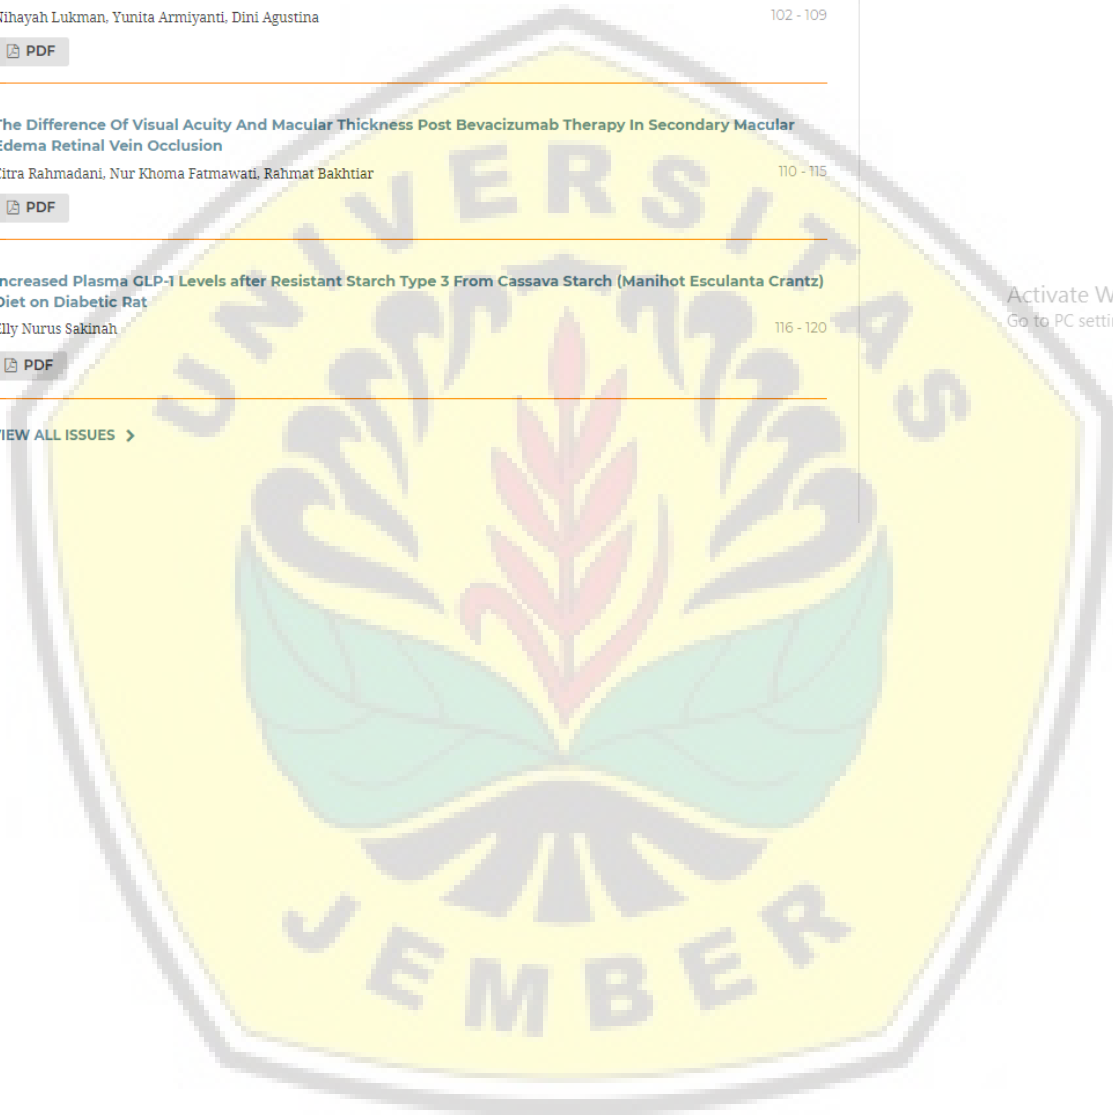 Nihayah Lukman, Yunita Armiyanti, Dini Agustina
102 - 109
PDF
The Difference Of Visual Acuity And Macular Thickness Post Bevacizumab Therapy In Secondary Macular
Edema Retinal Vein Occlusion
Citra Rahmadani, Nur Khoma Fatmawati, Rahmat Bakhtiar
110 - 115
PDF
Increased Plasma GLP-1 Levels after Resistant Starch Type 3 From Cassava Starch (Manihot Esculanta Crantz)
Diet on Diabetic Rat
Elly Nurus Sakinah
116 - 120
PDF
VIEW ALL ISSUES
Activate W
Go to PC settin
UNIVERSITAS
JEMBER